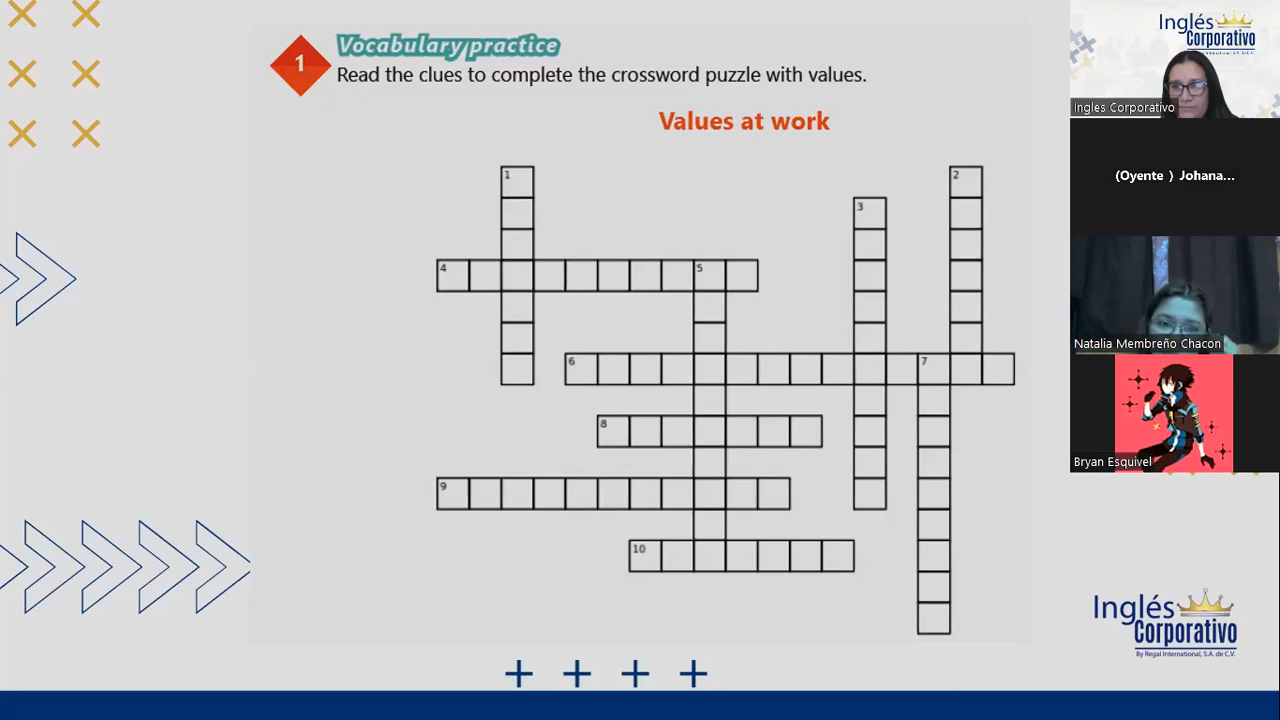 Vocabulary practice
1
Read the clues to complete the crossword puzzle with values.
Values at work
1
2
3
4
5
6
7
8
9
10
Inglés
Corporativo
Ingles Corporativo
(Oyente ) Johana...
Natalia Membreño Chacon
Bryan Esquivel
Inglés
Corporativo
By Regal International, S.A. de C.V.